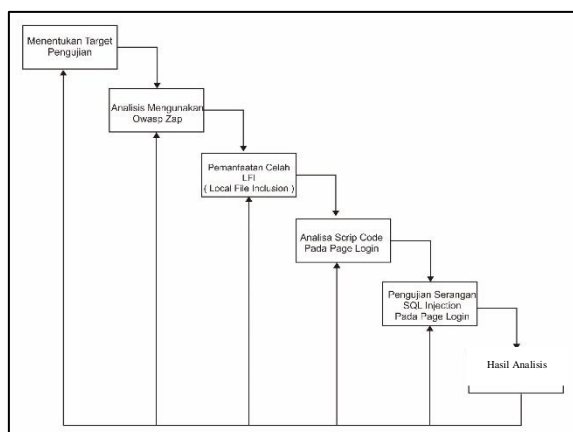 Menentukan Target
Pengujian
Analisis Mengunakan
Owasp Zap
Pemanfaatan Celah
LFI
( Local File Inclusion )
Analisa Scrip Code
Pada Page Login
Pengujian Serangan
SQL Injection
Pada Page Login
Hasil Analisis